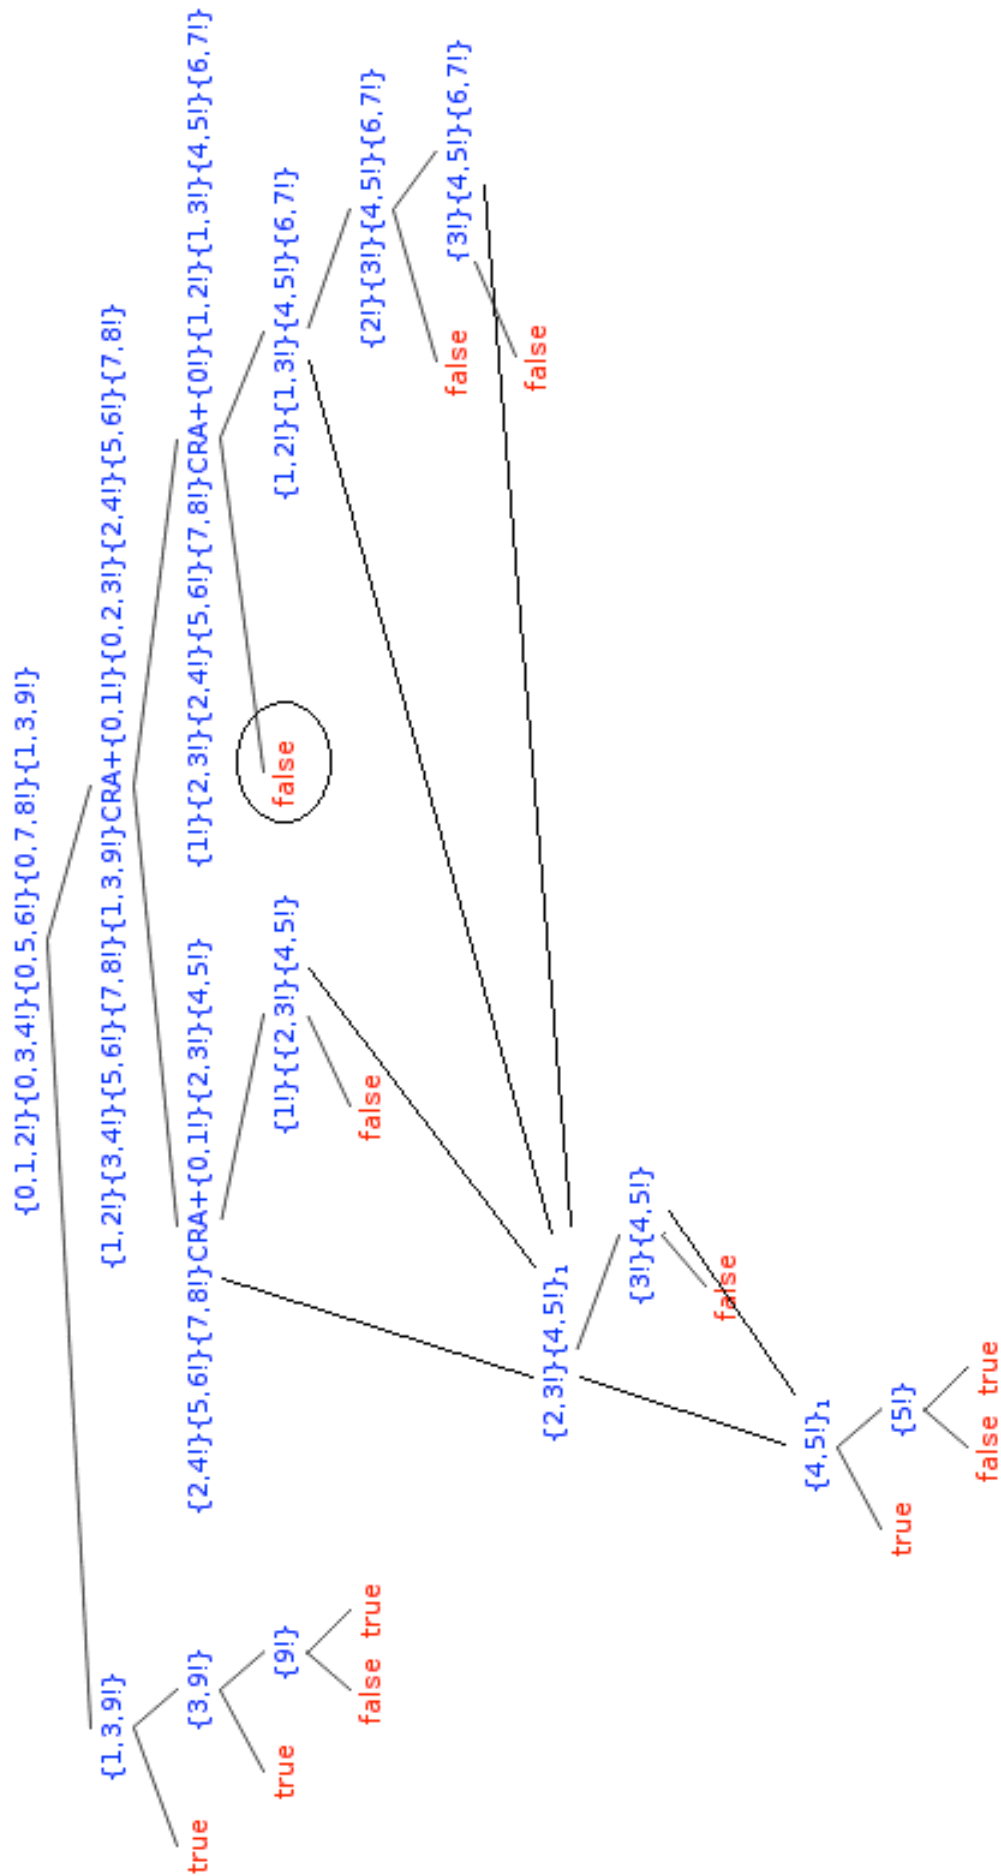 {0,1,2!}{0,3,4!}{0,5,6!}{0,7,8!}{1,3,9!}
{1,3,9!}
{1,2!}{3,4!}{5,6!}{7,8!}{1,3,9!}CRA+{0,1!}{0,2,3!}{2,4!}{5,6!}{7,8!}
true
{3,9!}
{2,4!}{5,6!}{7,8!}CRA+{0,1!}{2,3!}{4,5!}
{1!}{2,3!}{2,4!}{5,6!}{7,8!}CRA+{0!}{1,2!}{1,3!}{4,5!}{6,7!}
true
{9!}
{1!}{{2,3!}{4,5!}
false
{1,2!}{1,3!}{4,5!}{6,7!}
false true
false
{2!}{3!}{4,5!}{6,7!}
false
{3!}{4,5!}{6,7!}
false
{2,3!}{4,5!}1
{3!}{4,5!}
false
{4,5!}1
true
{5!}
false true